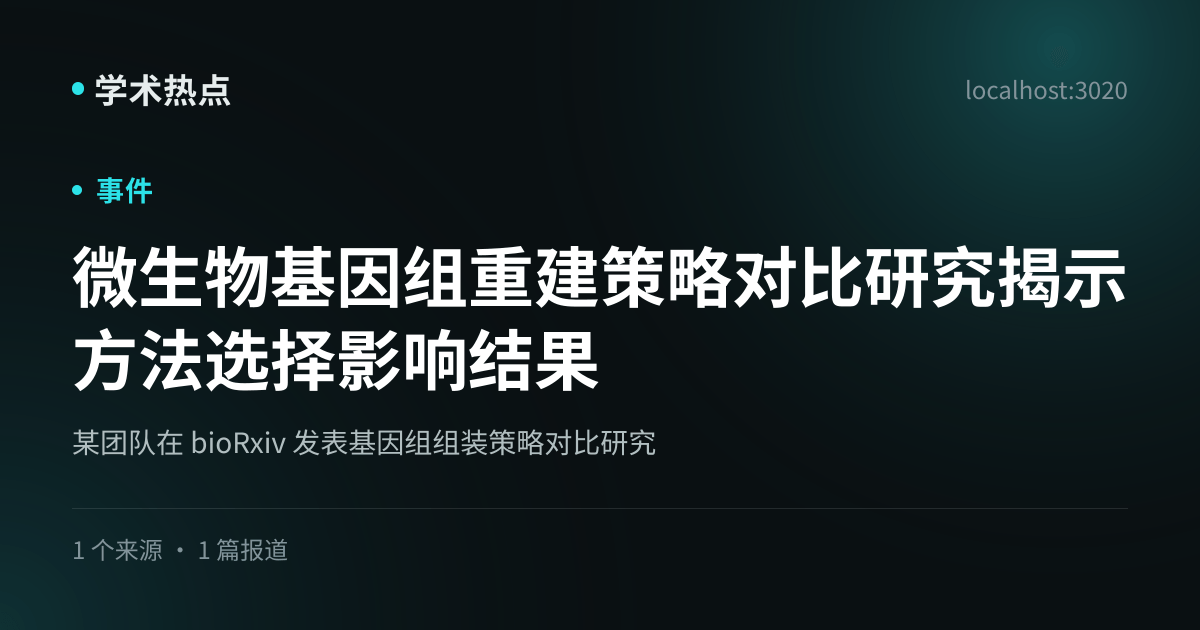 学术热点
localhost:3020
事件
微生物基因组重建策略对比研究揭示
方法选择影响结果
某团队在 bioRxiv 发表基因组组装策略对比研究
1 个来源 · 1 篇报道